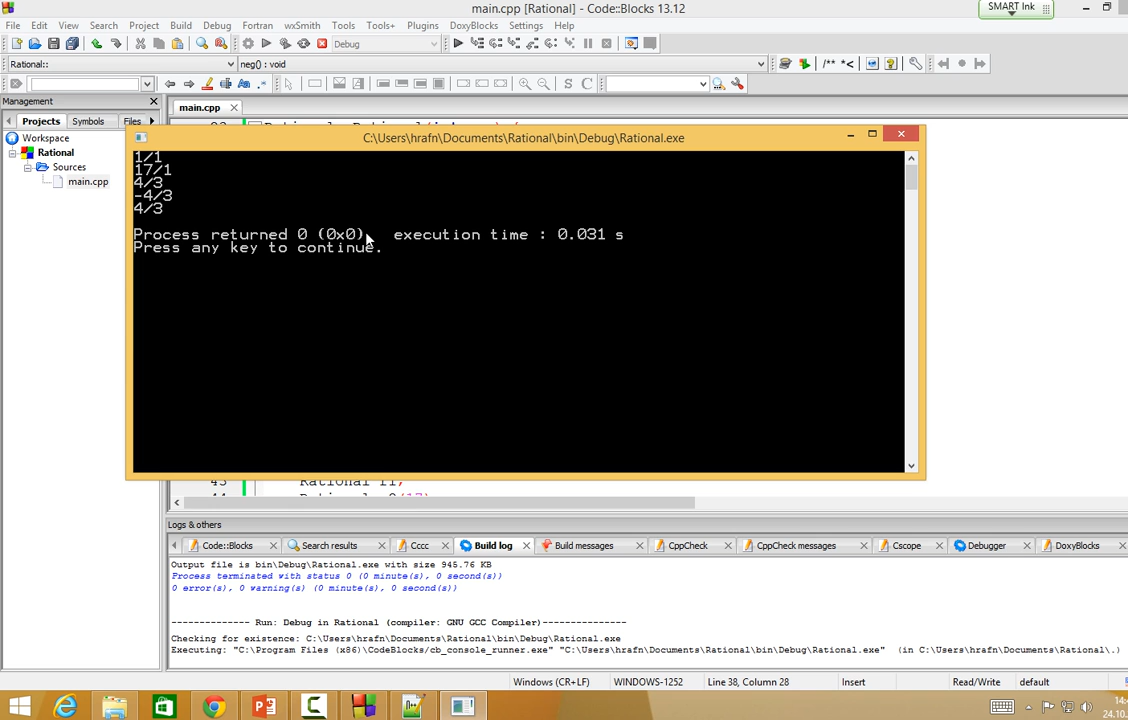 main.cpp [Rational] - Code::Blocks 13.12
SMART Ink
File Edit View Search Project Build Debug Fortran wxSmith Tools Tools+ Plugins DoxyBlocks Settings Help
Debug
Rational:: neg() : void
/** *<
S C
Management
main.cpp
Projects Symbols Files
Workspace
Rational
Sources
main.cpp
C:\Users\hrafn\Documents\Rational\bin\Debug\Rational.exe
1/1
17/1
4/3
-4/3
4/3
Process returned 0 (0x0) execution time : 0.031 s
Press any key to continue.
Logs & others
Code::Blocks Search results Cccc Build log Build messages CppCheck CppCheck messages Cscope Debugger DoxyBlocks
Output file is bin\Debug\Rational.exe with size 945.76 KB
Process terminated with status 0 (0 minute(s), 0 second(s))
0 error(s), 0 warning(s) (0 minute(s), 0 second(s))
-------------- Run: Debug in Rational (compiler: GNU GCC Compiler)---------------
Checking for existence: C:\Users\hrafn\Documents\Rational\bin\Debug\Rational.exe
Executing: "C:\Program Files (x86)\CodeBlocks/cb_console_runner.exe" "C:\Users\hrafn\Documents\Rational\bin\Debug\Rational.exe" (in C:\Users\hrafn\Documents\Rational\.)
Windows (CR+LF) WINDOWS-1252 Line 38, Column 28 Insert Read/Write default
24.10